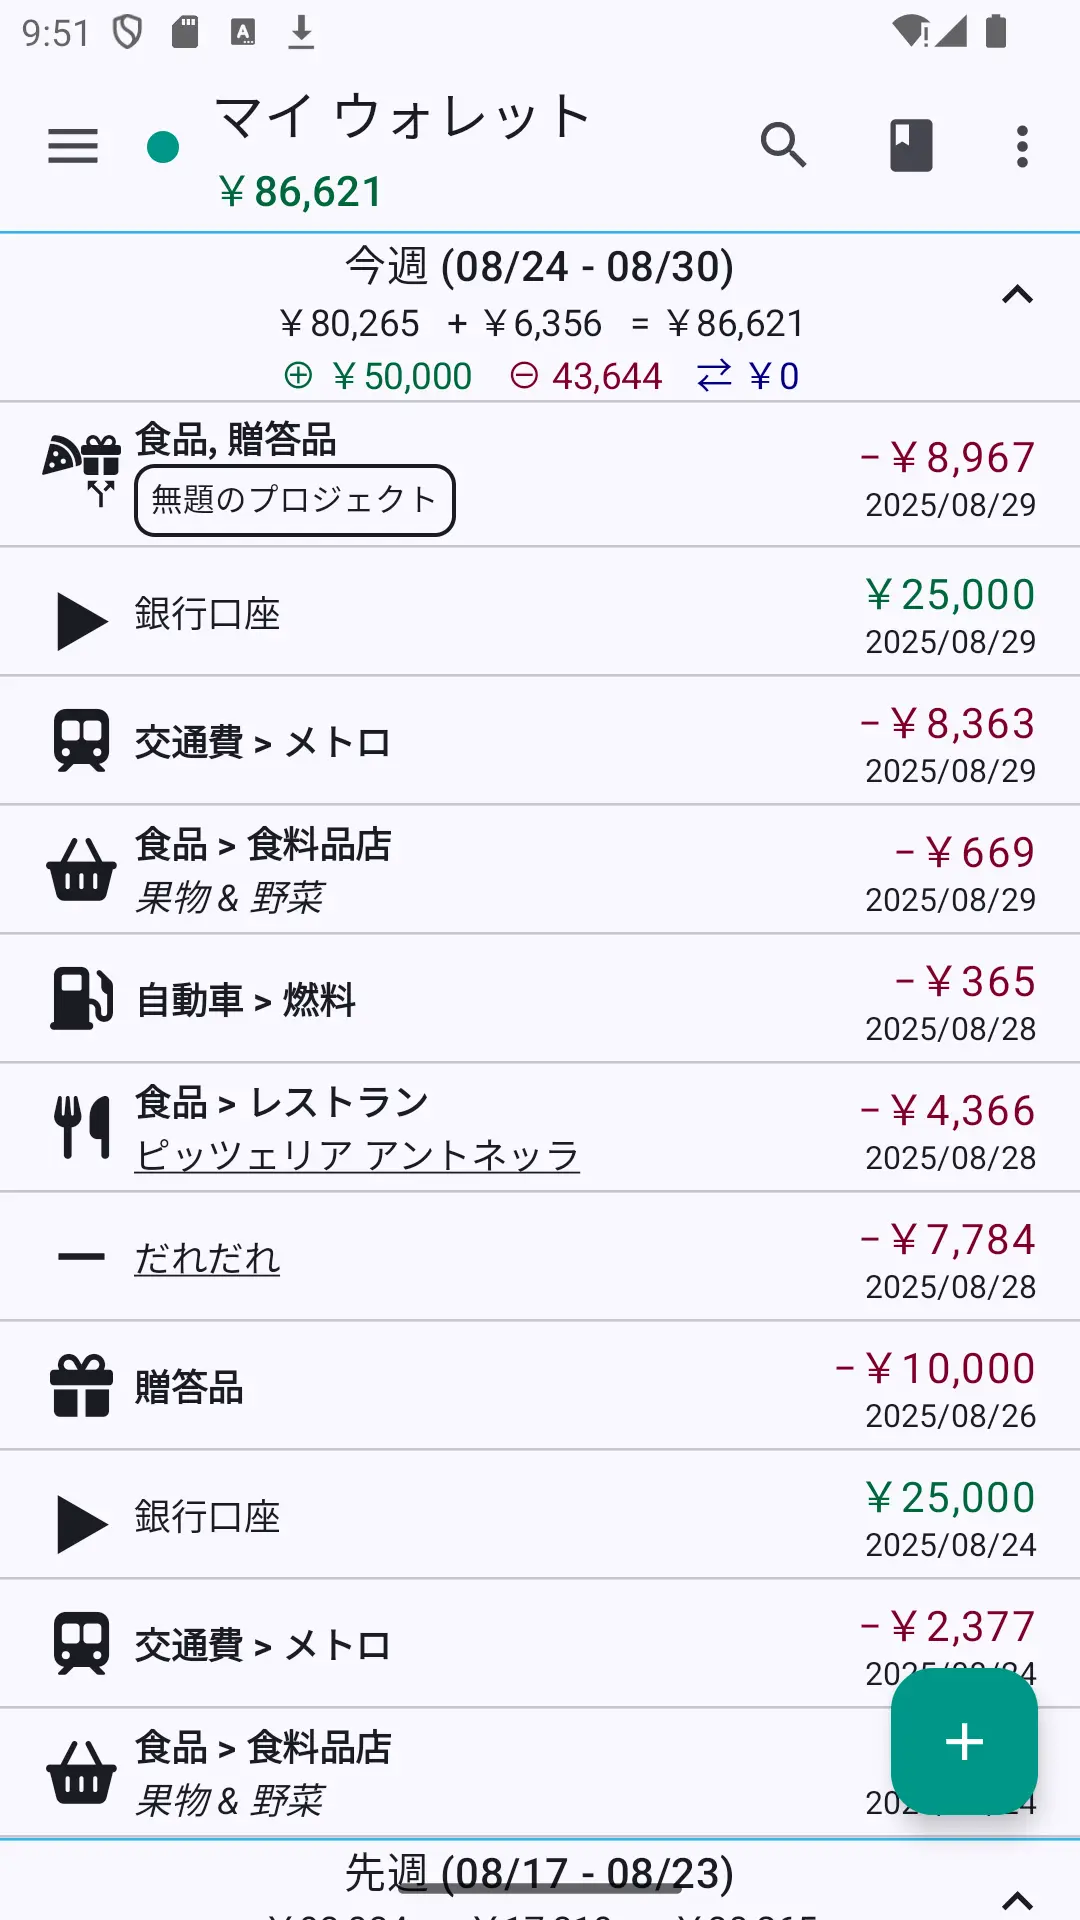 9:51
マイ ウォレット
￥86,621
今週 (08/24 - 08/30)
￥80,265 + ￥6,356 = ￥86,621
￥50,000 43,644 ￥0
食品, 贈答品
無題のプロジェクト
−￥8,967
2025/08/29
銀行口座
￥25,000
2025/08/29
交通費 > メトロ
−￥8,363
2025/08/29
食品 > 食料品店
果物 & 野菜
−￥669
2025/08/29
自動車 > 燃料
−￥365
2025/08/28
食品 > レストラン
ピッツェリア アントネッラ
−￥4,366
2025/08/28
だれだれ
−￥7,784
2025/08/28
贈答品
−￥10,000
2025/08/26
銀行口座
￥25,000
2025/08/24
交通費 > メトロ
−￥2,377
食品 > 食料品店
果物 & 野菜
先週 (08/17 - 08/23)